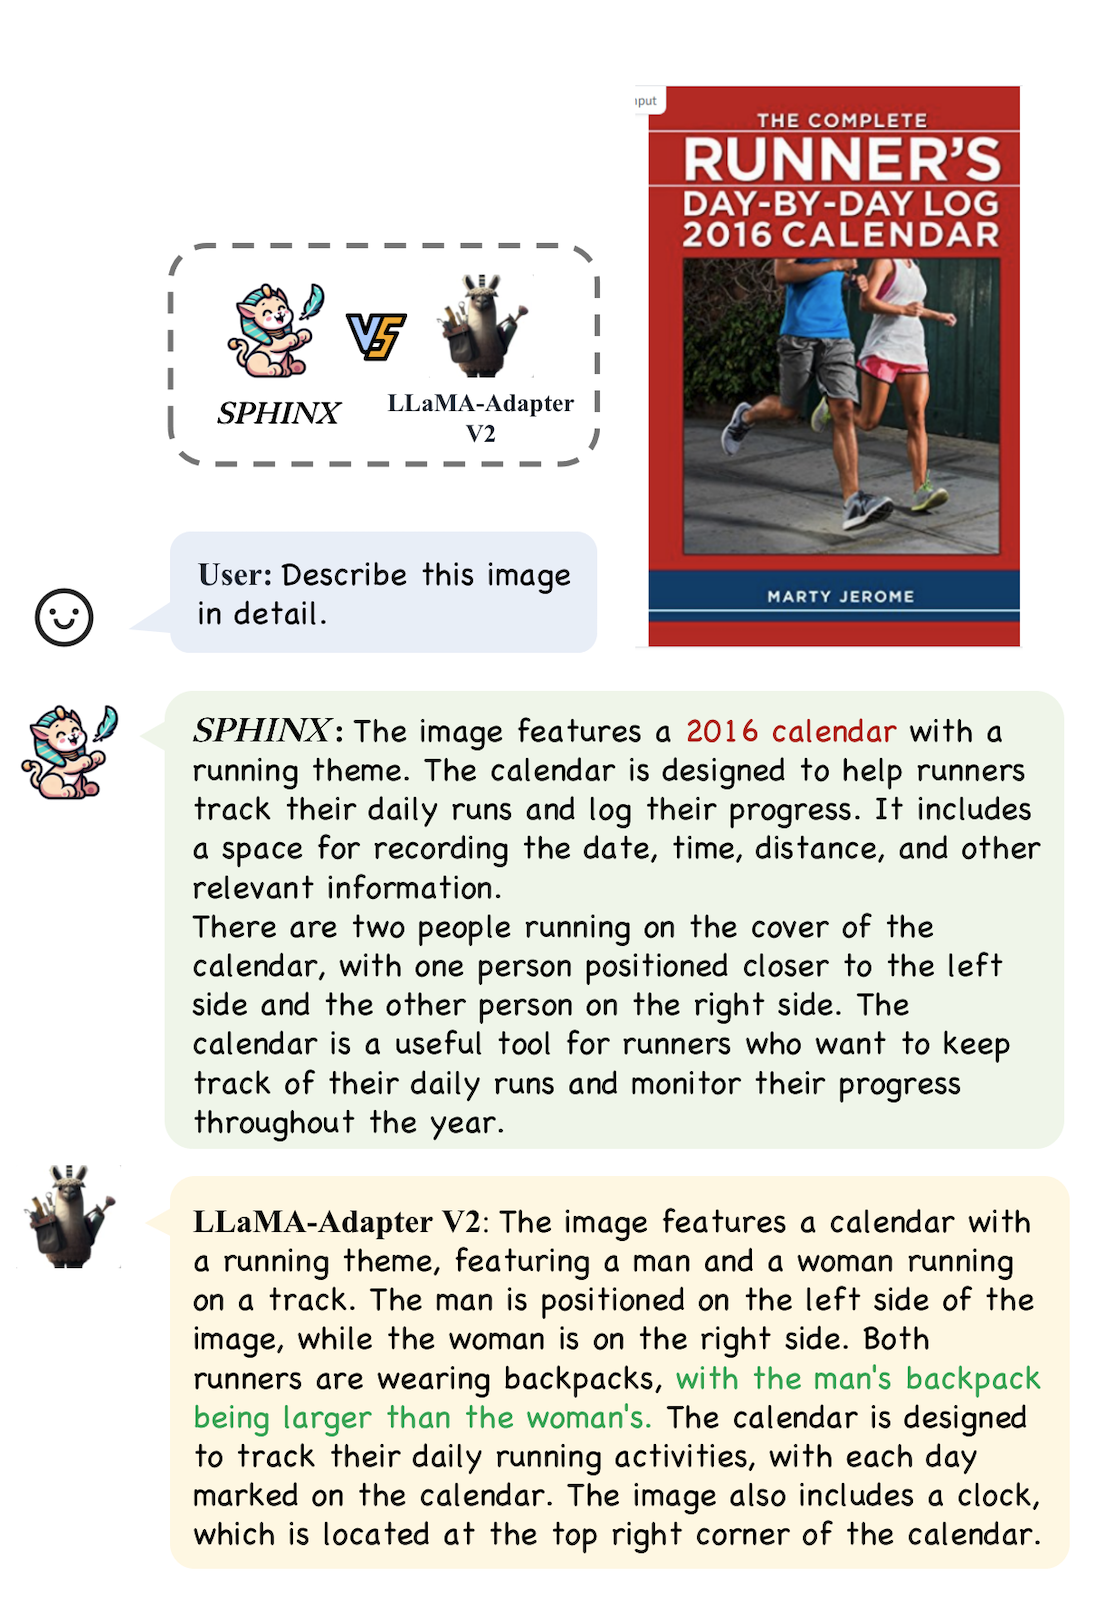 nput
THE COMPLETE
RUNNER'S
DAY-BY-DAY LOG
2016 CALENDAR
MARTY JEROME
VS
SPHINX
LLaMA-Adapter
V2
User: Describe this image
in detail.
SPHINX: The image features a 2016 calendar with a
running theme. The calendar is designed to help runners
track their daily runs and log their progress. It includes
a space for recording the date, time, distance, and other
relevant information.
There are two people running on the cover of the
calendar, with one person positioned closer to the left
side and the other person on the right side. The
calendar is a useful tool for runners who want to keep
track of their daily runs and monitor their progress
throughout the year.
LLaMA-Adapter V2: The image features a calendar with
a running theme, featuring a man and a woman running
on a track. The man is positioned on the left side of the
image, while the woman is on the right side. Both
runners are wearing backpacks, with the man's backpack
being larger than the woman's. The calendar is designed
to track their daily running activities, with each day
marked on the calendar. The image also includes a clock,
which is located at the top right corner of the calendar.